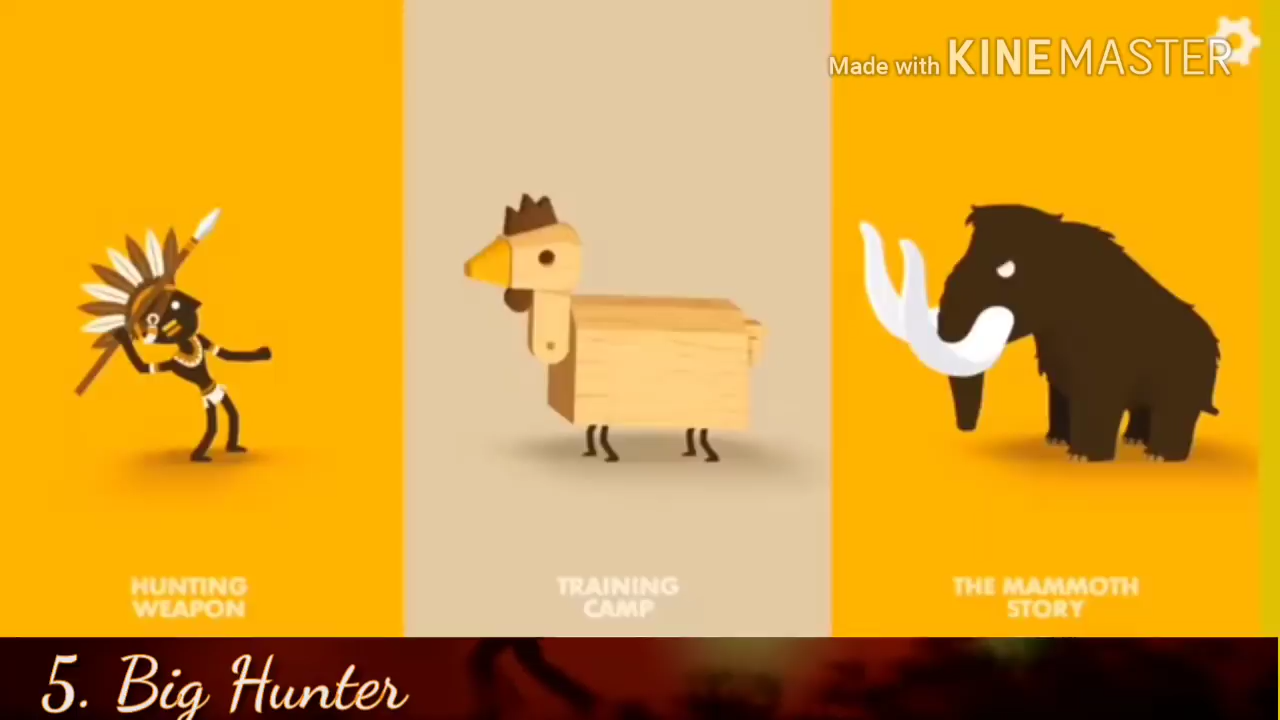 Made with KINEMASTER
HUNTING
WEAPON
TRAINING
CAMP
THE MAMMOTH
STORY
5. Big Hunter